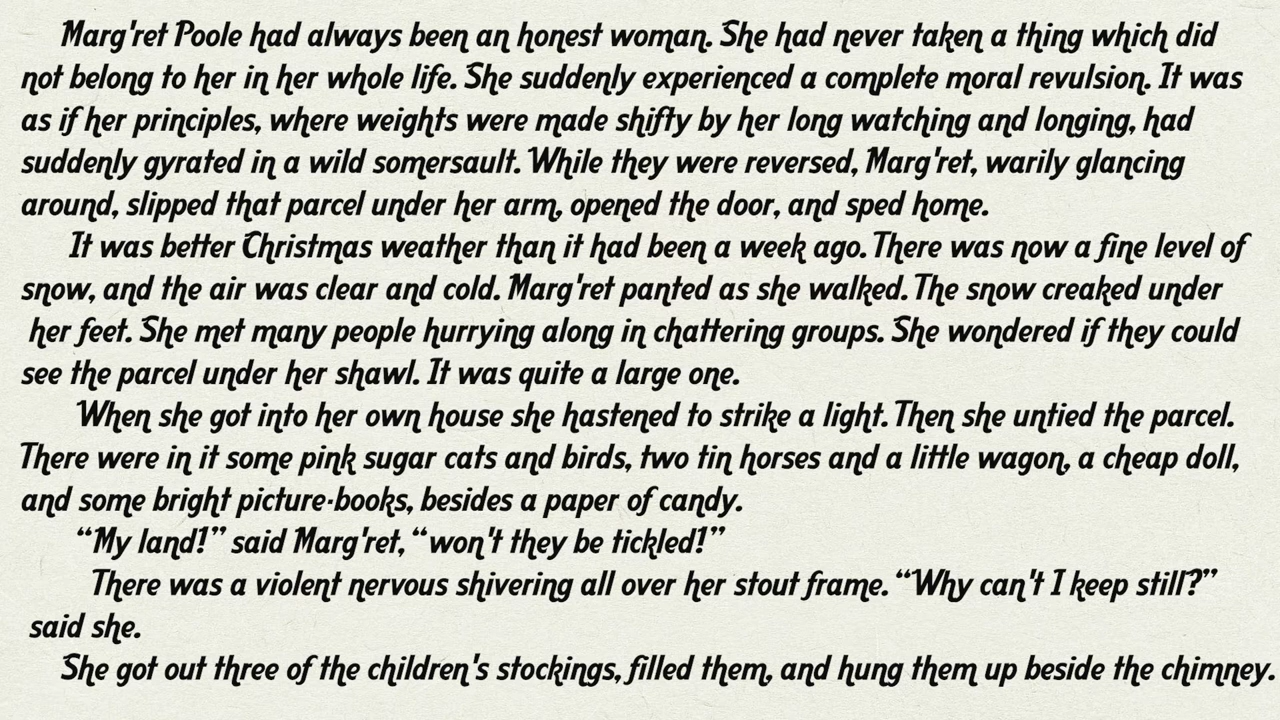 Marg'ret Poole had always been an honest woman. She had never taken a thing which did
not belong to her in her whole life. She suddenly experienced a complete moral revulsion. It was
as if her principles, where weights were made shifty by her long watching and longing, had
suddenly gyrated in a wild somersault. While they were reversed, Marg'ret, warily glancing
around, slipped that parcel under her arm, opened the door, and sped home.
It was better Christmas weather than it had been a week ago. There was now a fine level of
snow, and the air was clear and cold. Marg'ret panted as she walked. The snow creaked under
her feet. She met many people hurrying along in chattering groups. She wondered if they could
see the parcel under her shawl. It was quite a large one.
When she got into her own house she hastened to strike a light. Then she untied the parcel.
There were in it some pink sugar cats and birds, two tin horses and a little wagon, a cheap doll,
and some bright picture-books, besides a paper of candy.
“My land!” said Marg'ret, “won't they be tickled!”
There was a violent nervous shivering all over her stout frame. “Why can't I keep still?”
said she.
She got out three of the children's stockings, filled them, and hung them up beside the chimney.